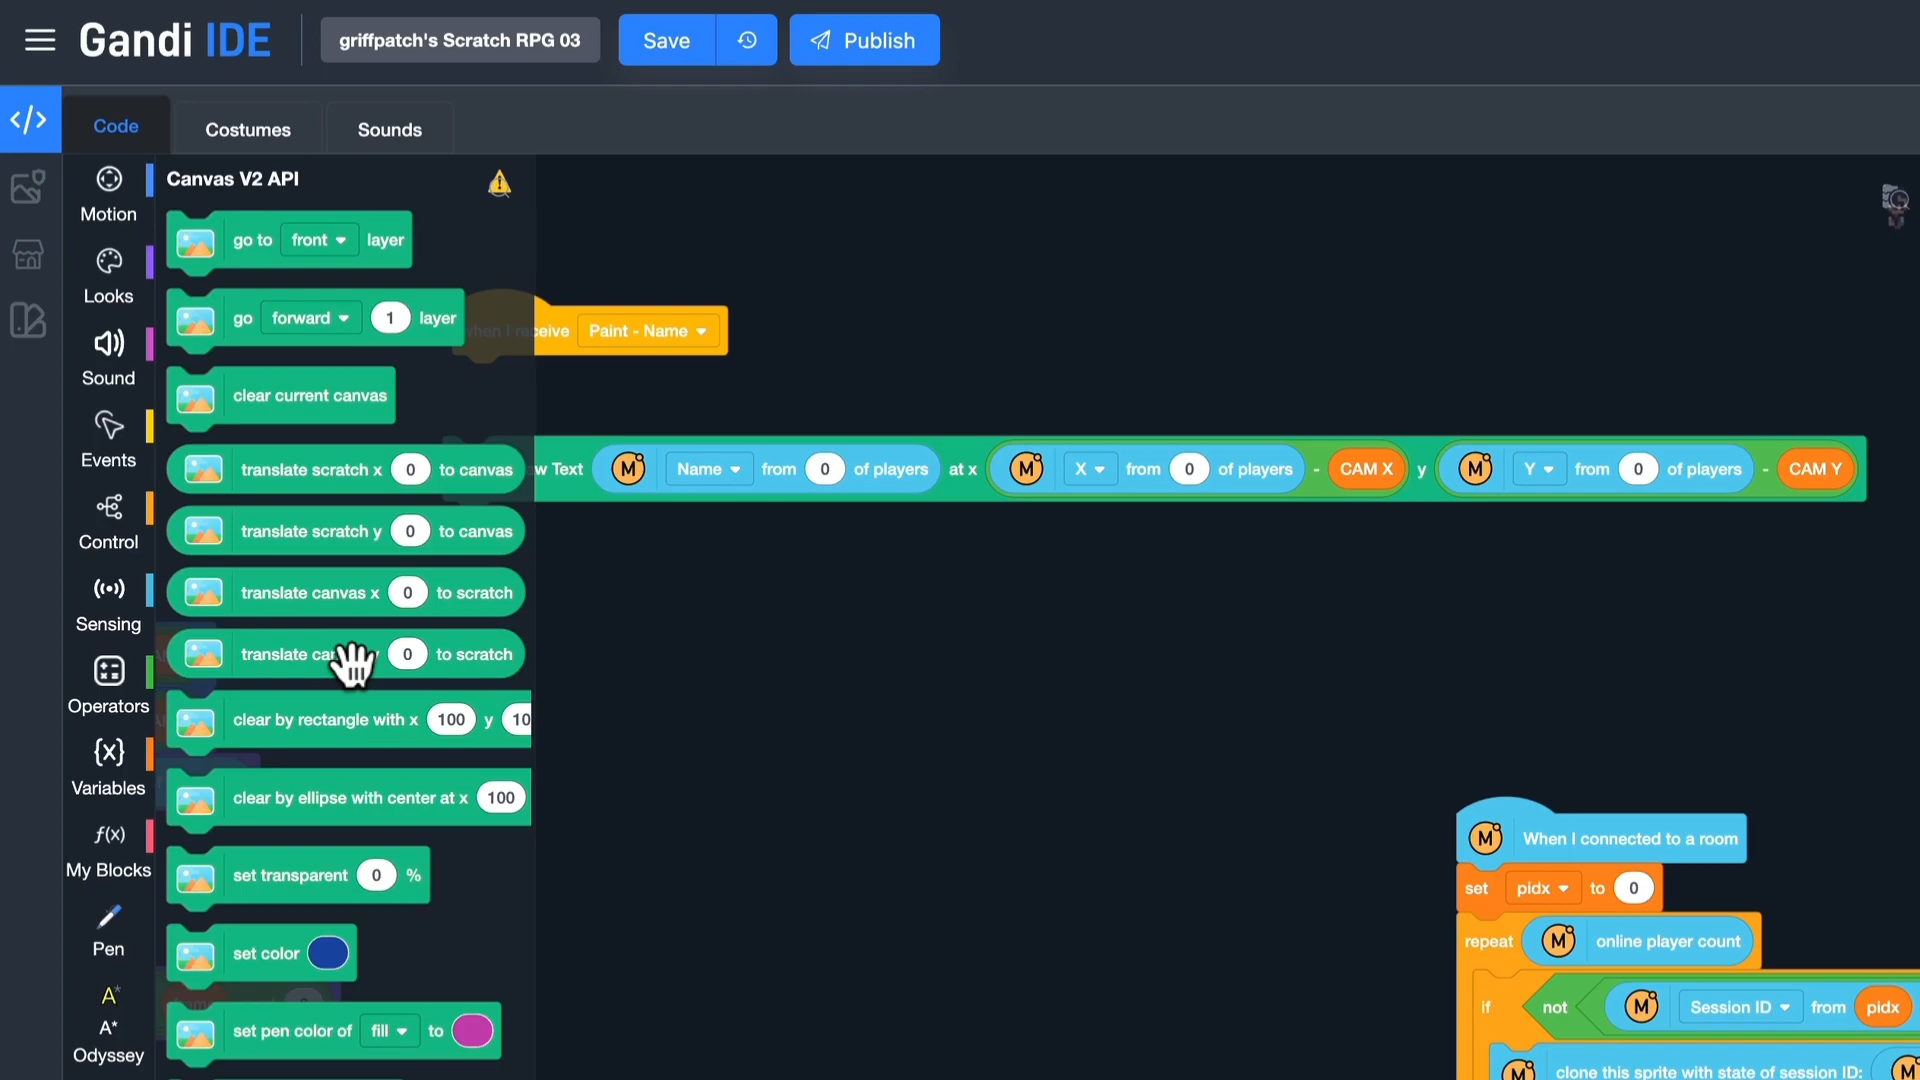 Gandi IDE
griffpatch's Scratch RPG 03
Save
Publish
Code
Costumes
Sounds
Motion
Looks
Sound
Events
Control
Sensing
Operators
Variables
f(x)
My Blocks
Pen
A*
A*
Odyssey
Canvas V2 API
go to front layer
go forward 1 layer
clear current canvas
translate scratch x 0 to canvas
translate scratch y 0 to canvas
translate canvas x 0 to scratch
translate 0 to scratch
clear by rectangle with x 100 y 10
clear by ellipse with center at x 100
set transparent 0 %
set color
set pen color of fill to
when I receive Paint - Name
w Text M Name from 0 of players at x M X from 0 of players - CAM X y M Y from 0 of players - CAM Y
M When I connected to a room
set pidx to 0
repeat M online player count
if not M Session ID from pidx
M clone this sprite with state of session ID: M